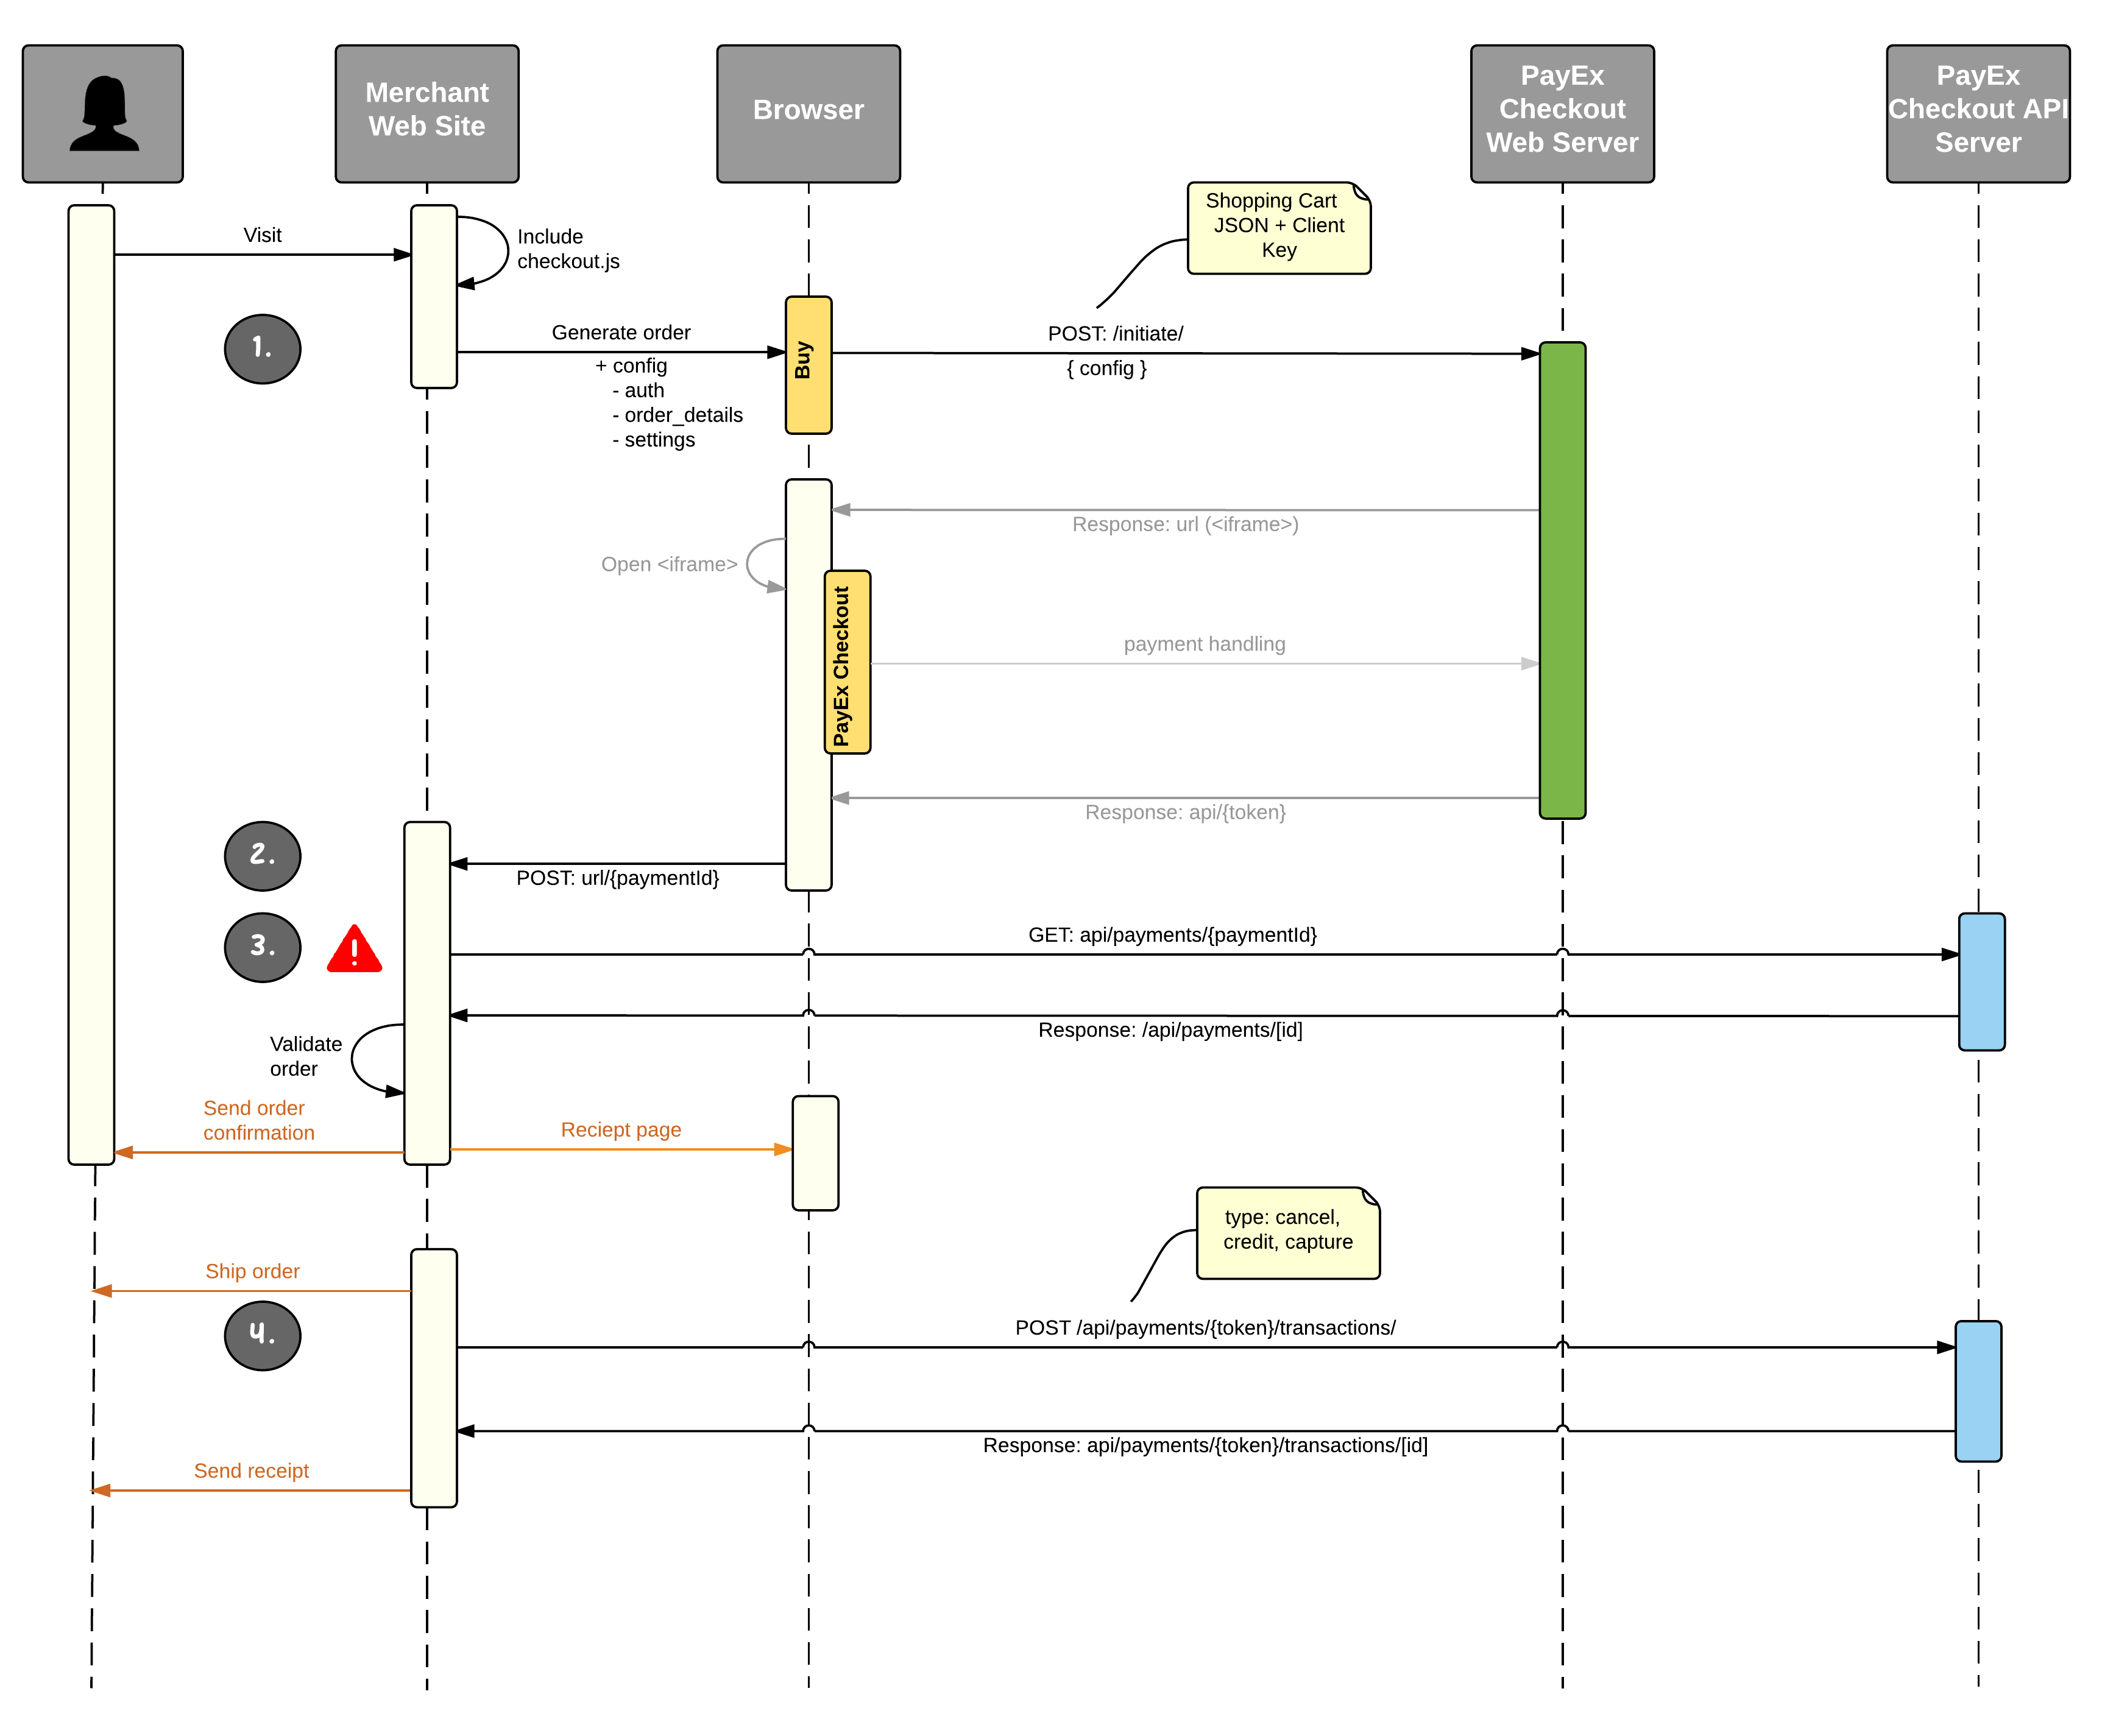 Merchant
Web Site
Browser
PayEx
Checkout
Web Server
PayEx
Checkout API
Server
Shopping Cart
JSON + Client
Key
Visit
Include
checkout.js
1.
Generate order
+ config
- auth
- order_details
- settings
Buy
POST: /initiate/
{ config }
Response: url (<iframe>)
Open <iframe>
PayEx Checkout
payment handling
Response: api/{token}
2.
POST: url/{paymentId}
3.
!
GET: api/payments/{paymentId}
Response: /api/payments/[id]
Validate
order
Send order
confirmation
Reciept page
type: cancel,
credit, capture
Ship order
4.
POST /api/payments/{token}/transactions/
Response: api/payments/{token}/transactions/[id]
Send receipt